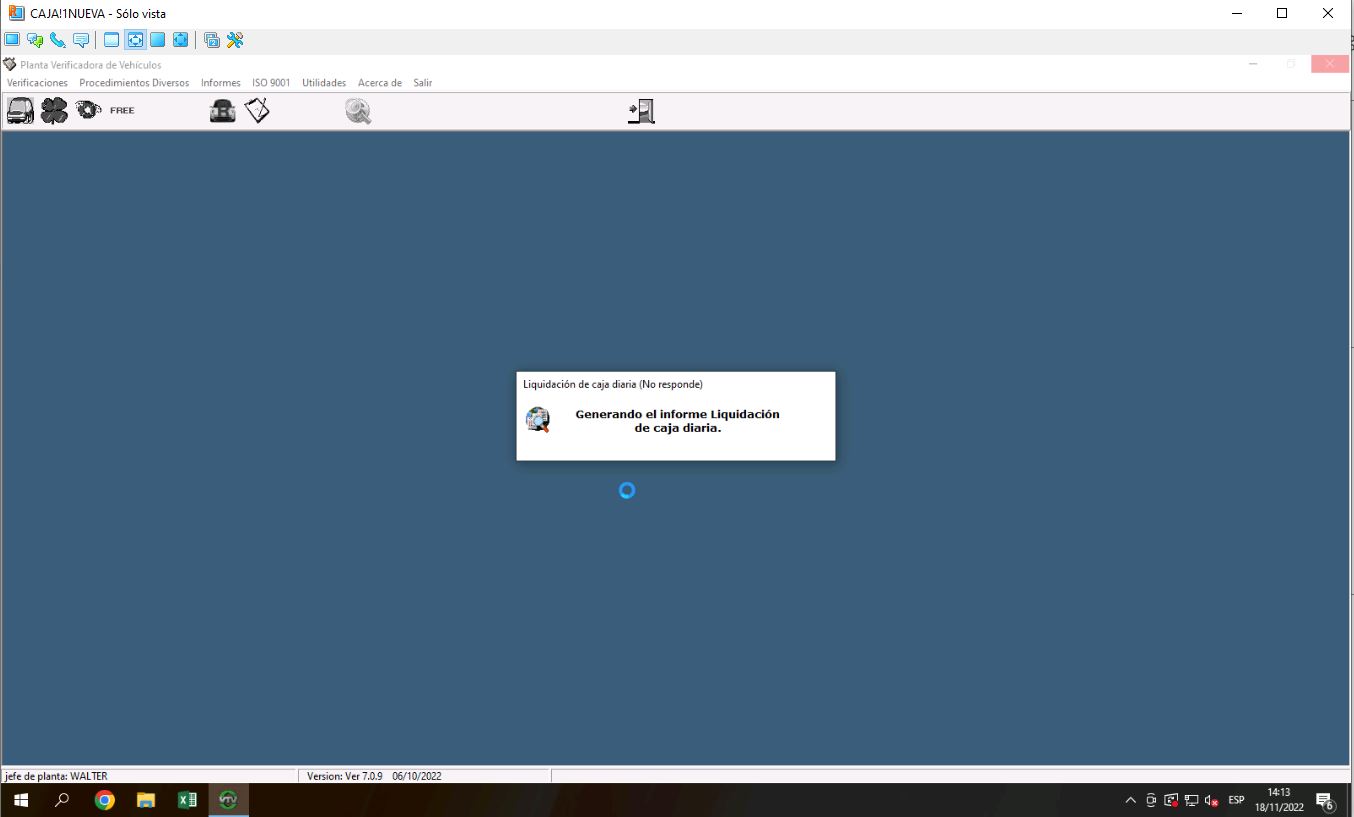 CAJA!1NUEVA - Sólo vista
Planta Verificadora de Vehículos
Verificaciones Procedimientos Diversos Informes ISO 9001 Utilidades Acerca de Salir
FREE
Liquidación de caja diaria (No responde)
Generando el informe Liquidación
de caja diaria.
jefe de planta: WALTER Version: Ver 7.0.9 06/10/2022
ESP
14:13
18/11/2022
6